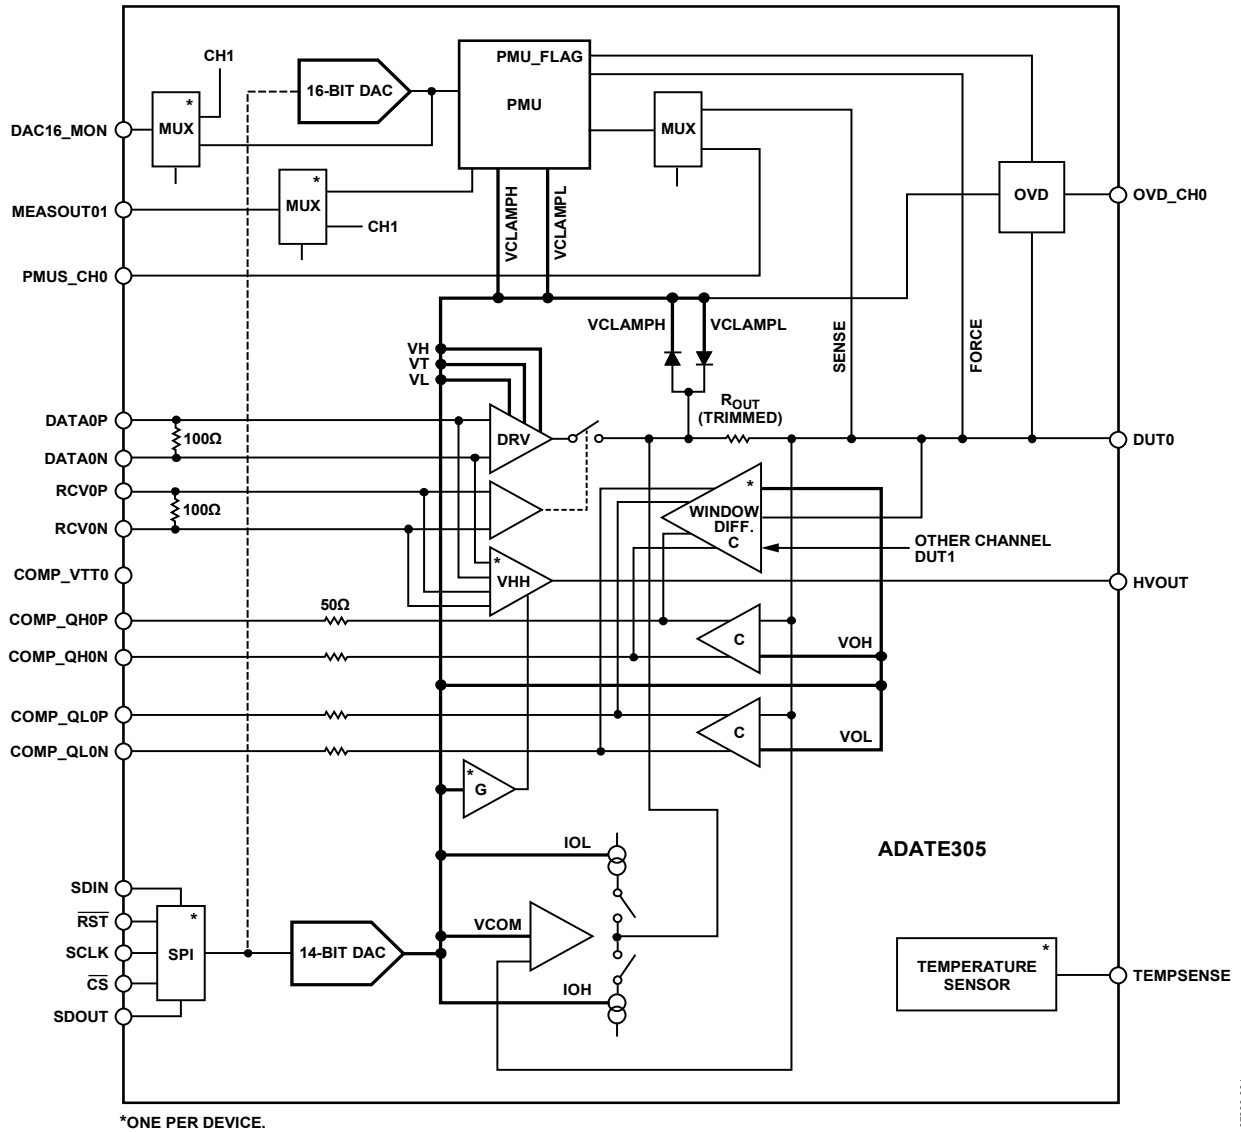 CH1
PMU_FLAG
16-BIT DAC
PMU
*
MUX
MUX
DAC16_MON
*
MUX
MEASOUT01
CH1
OVD
OVD_CH0
VCLAMPH
VCLAMPL
PMUS_CH0
VCLAMPH
VCLAMPL
SENSE
FORCE
VH
VT
VL
ROUT
(TRIMMED)
DATA0P
100Ω
DRV
DUT0
DATA0N
RCV0P
100Ω
RCV0N
*
WINDOW
DIFF.
C
OTHER CHANNEL
DUT1
COMP_VTT0
*
VHH
HVOUT
50Ω
COMP_QH0P
C
VOH
COMP_QH0N
COMP_QL0P
C
VOL
COMP_QL0N
*
G
IOL
ADATE305
SDIN
RST
SCLK
CS
SDOUT
*
SPI
14-BIT DAC
VCOM
IOH
*
TEMPERATURE
SENSOR
TEMPSENSE
*ONE PER DEVICE.